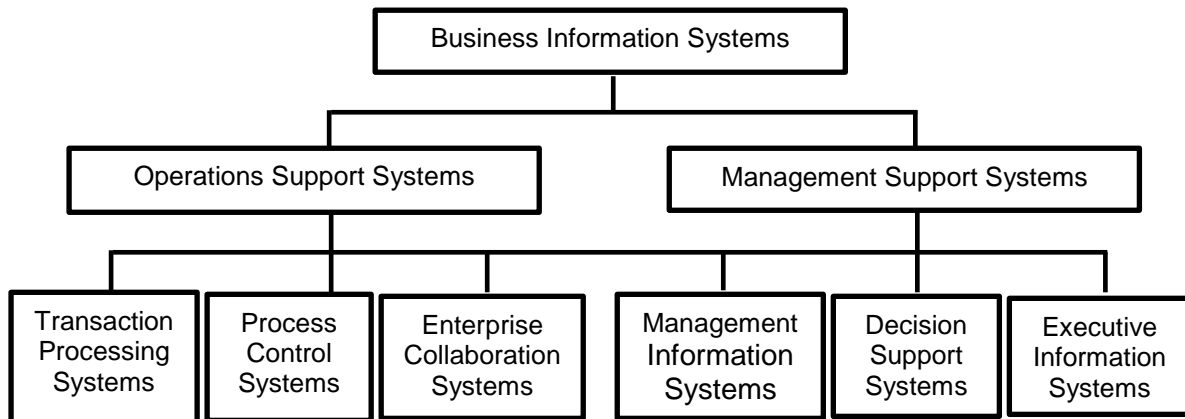 Business Information Systems
Operations Support Systems
Management Support Systems
Transaction
Processing
Systems
Process
Control
Systems
Enterprise
Collaboration
Systems
Management
Information
Systems
Decision
Support
Systems
Executive
Information
Systems